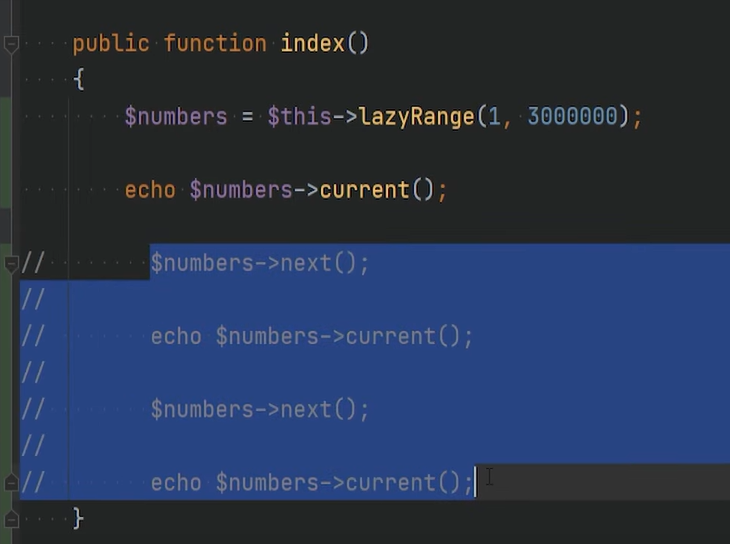 public function index()
{
$numbers = $this->lazyRange(1, 3000000);
echo $numbers->current();
// $numbers->next();
//
// echo $numbers->current();
//
// $numbers->next();
//
// echo $numbers->current();
}